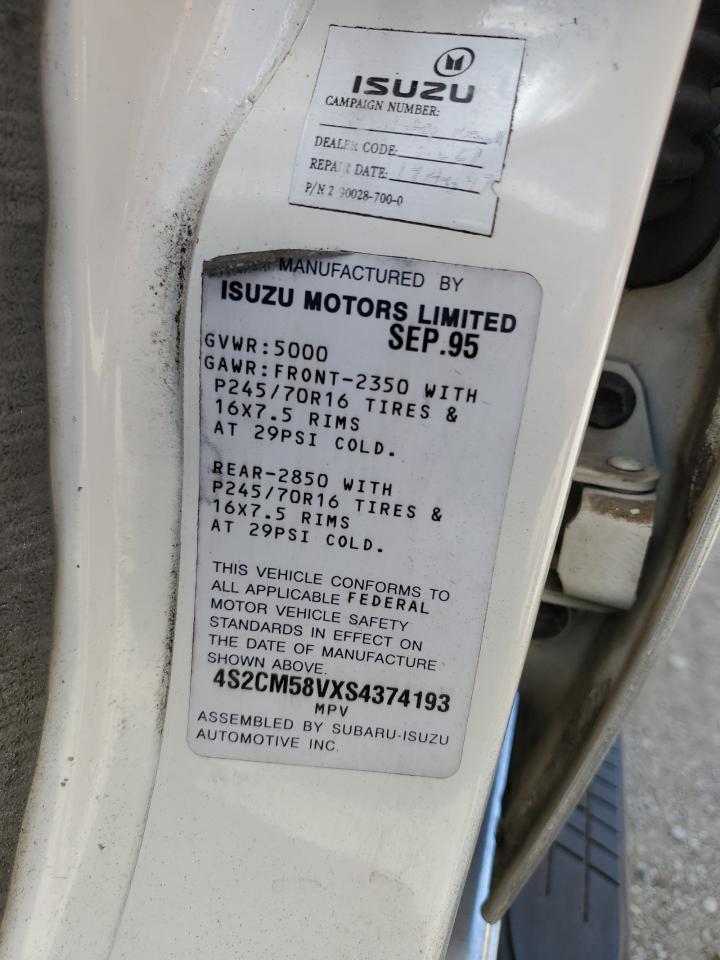 ISUZU
CAMPAIGN NUMBER:
DEALER CODE:
REPAIR DATE:
P/N 2 90028-700-0
MANUFACTURED BY
ISUZU MOTORS LIMITED
SEP.95
GVWR:5000
GAWR:FRONT-2350 WITH
P245/70R16 TIRES &
16X7.5 RIMS
AT 29PSI COLD.
REAR-2850 WITH
P245/70R16 TIRES &
16X7.5 RIMS
AT 29PSI COLD.
THIS VEHICLE CONFORMS TO
ALL APPLICABLE FEDERAL
MOTOR VEHICLE SAFETY
STANDARDS IN EFFECT ON
THE DATE OF MANUFACTURE
SHOWN ABOVE.
4S2CM58VXS4374193
MPV
ASSEMBLED BY SUBARU-ISUZU
AUTOMOTIVE INC.